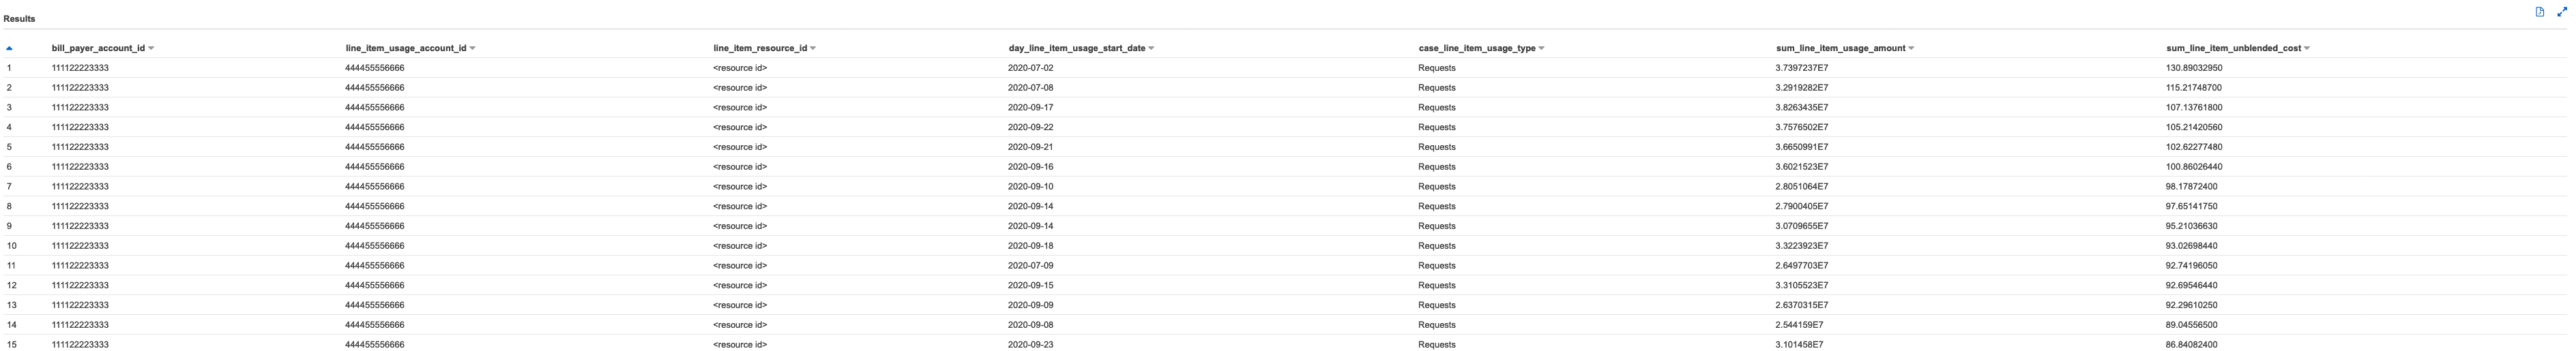 Results
bill_payer_account_id line_item_usage_account_id line_item_resource_id day_line_item_usage_start_date case_line_item_usage_type sum_line_item_usage_amount sum_line_item_unblended_cost
1 111122223333 444455556666 <resource id> 2020-07-02 Requests 3.7397237E7 130.89032950
2 111122223333 444455556666 <resource id> 2020-07-08 Requests 3.2919282E7 115.21748700
3 111122223333 444455556666 <resource id> 2020-09-17 Requests 3.8263435E7 107.13761800
4 111122223333 444455556666 <resource id> 2020-09-22 Requests 3.7576502E7 105.21420560
5 111122223333 444455556666 <resource id> 2020-09-21 Requests 3.6650991E7 102.62277480
6 111122223333 444455556666 <resource id> 2020-09-16 Requests 3.6021523E7 100.86026440
7 111122223333 444455556666 <resource id> 2020-09-10 Requests 2.8051064E7 98.17872400
8 111122223333 444455556666 <resource id> 2020-09-14 Requests 2.7900405E7 97.65141750
9 111122223333 444455556666 <resource id> 2020-09-14 Requests 3.0709655E7 95.21036630
10 111122223333 444455556666 <resource id> 2020-09-18 Requests 3.3223923E7 93.02698440
11 111122223333 444455556666 <resource id> 2020-07-09 Requests 2.6497703E7 92.74196050
12 111122223333 444455556666 <resource id> 2020-09-15 Requests 3.3105523E7 92.69546440
13 111122223333 444455556666 <resource id> 2020-09-09 Requests 2.6370315E7 92.29610250
14 111122223333 444455556666 <resource id> 2020-09-08 Requests 2.544159E7 89.04556500
15 111122223333 444455556666 <resource id> 2020-09-23 Requests 3.101458E7 86.84082400